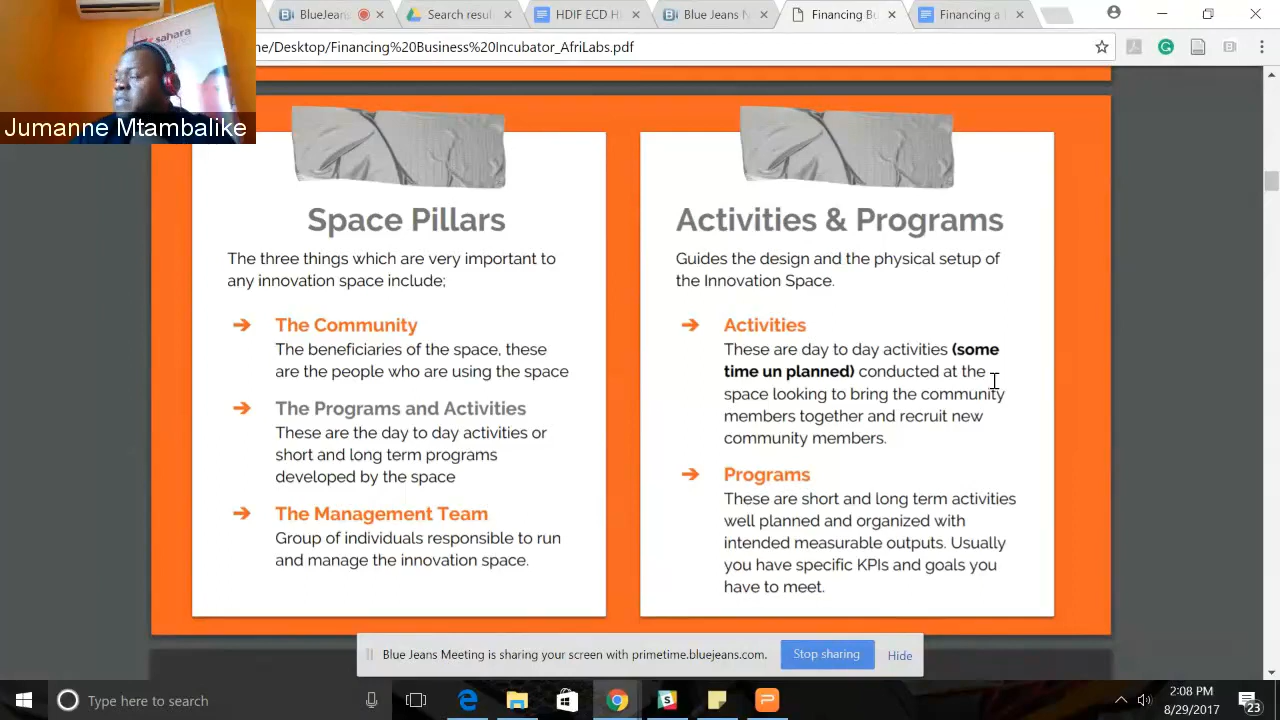 BlueJean
Search resul
HDIF ECD H
Blue Jeans N
Financing B
Financing a
ne/Desktop/Financing%20Business%20Incubator_AfriLabs.pdf
sahara
Jumanne Mtambalike
Space Pillars
The three things which are very important to
any innovation space include;
➔ The Community
The beneficiaries of the space, these
are the people who are using the space
➔ The Programs and Activities
These are the day to day activities or
short and long term programs
developed by the space
➔ The Management Team
Group of individuals responsible to run
and manage the innovation space.
Activities & Programs
Guides the design and the physical setup of
the Innovation Space.
➔ Activities
These are day to day activities (some
time un planned) conducted at the
space looking to bring the community
members together and recruit new
community members.
➔ Programs
These are short and long term activities
well planned and organized with
intended measurable outputs. Usually
you have specific KPIs and goals you
have to meet.
Blue Jeans Meeting is sharing your screen with primetime.bluejeans.com.
Stop sharing
Hide
Type here to search
2:08 PM
8/29/2017
23